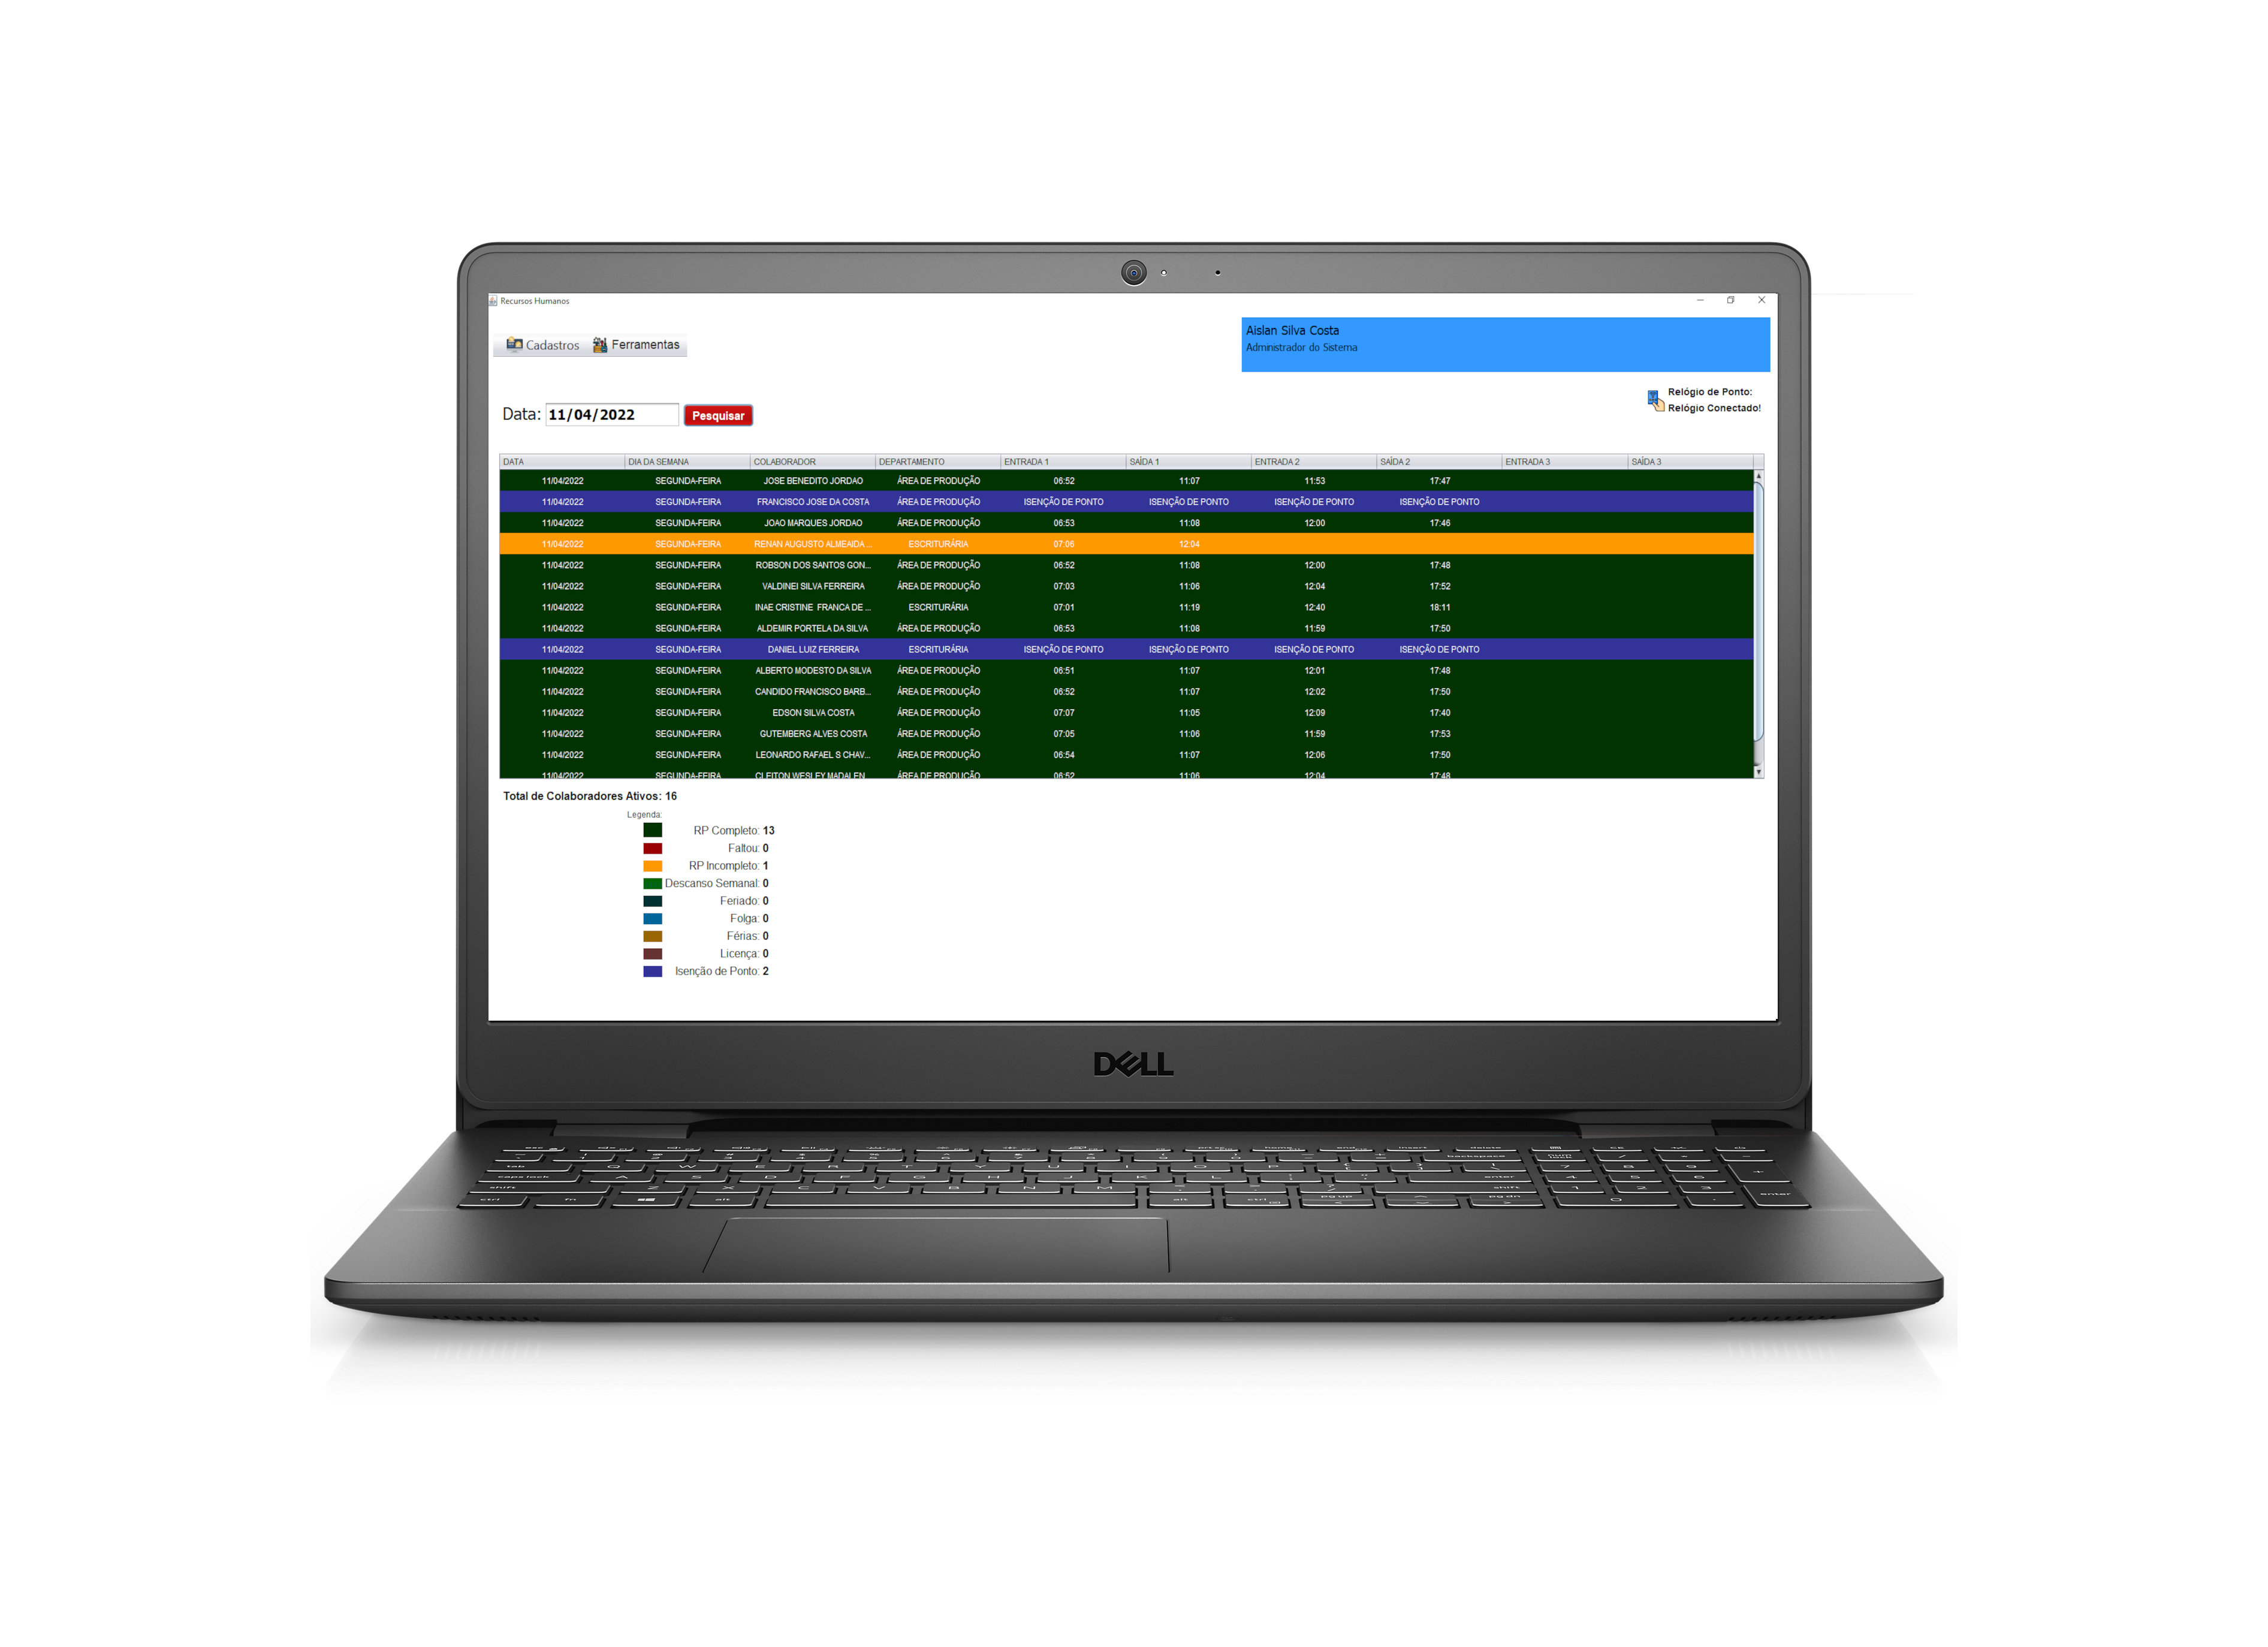 Recursos Humanos
Aislan Silva Costa
Administrador do Sistema
Cadastros Ferramentas
Relógio de Ponto:
Relógio Conectado!
Data: 11/04/2022 Pesquisar
DATA DIA DA SEMANA COLABORADOR DEPARTAMENTO ENTRADA 1 SAÍDA 1 ENTRADA 2 SAÍDA 2 ENTRADA 3 SAÍDA 3
11/04/2022 SEGUNDA-FEIRA JOSE BENEDITO JORDAO ÁREA DE PRODUÇÃO 06:52 11:07 11:53 17:47
11/04/2022 SEGUNDA-FEIRA FRANCISCO JOSE DA COSTA ÁREA DE PRODUÇÃO ISENÇÃO DE PONTO ISENÇÃO DE PONTO ISENÇÃO DE PONTO ISENÇÃO DE PONTO
11/04/2022 SEGUNDA-FEIRA JOAO MARQUES JORDAO ÁREA DE PRODUÇÃO 06:53 11:08 12:00 17:46
11/04/2022 SEGUNDA-FEIRA RENAN AUGUSTO ALMEIDA... ESCRITURÁRIA 07:06 12:04
11/04/2022 SEGUNDA-FEIRA ROBSON DOS SANTOS GON... ÁREA DE PRODUÇÃO 06:52 11:08 12:00 17:48
11/04/2022 SEGUNDA-FEIRA VALDINEI SILVA FERREIRA ÁREA DE PRODUÇÃO 07:03 11:06 12:04 17:52
11/04/2022 SEGUNDA-FEIRA INAE CRISTINE FRANCA DE ... ESCRITURÁRIA 07:01 11:19 12:40 18:11
11/04/2022 SEGUNDA-FEIRA ALDEMIR PORTELA DA SILVA ÁREA DE PRODUÇÃO 06:53 11:08 11:59 17:50
11/04/2022 SEGUNDA-FEIRA DANIEL LUIZ FERREIRA ESCRITURÁRIA ISENÇÃO DE PONTO ISENÇÃO DE PONTO ISENÇÃO DE PONTO ISENÇÃO DE PONTO
11/04/2022 SEGUNDA-FEIRA ALBERTO MODESTO DA SILVA ÁREA DE PRODUÇÃO 06:51 11:07 12:01 17:48
11/04/2022 SEGUNDA-FEIRA CANDIDO FRANCISCO BARB... ÁREA DE PRODUÇÃO 06:52 11:07 12:02 17:50
11/04/2022 SEGUNDA-FEIRA EDSON SILVA COSTA ÁREA DE PRODUÇÃO 07:07 11:05 12:09 17:40
11/04/2022 SEGUNDA-FEIRA GUTEMBERG ALVES COSTA ÁREA DE PRODUÇÃO 07:05 11:06 11:59 17:53
11/04/2022 SEGUNDA-FEIRA LEONARDO RAFAEL S CHAV... ÁREA DE PRODUÇÃO 06:54 11:07 12:06 17:50
11/04/2022 SEGUNDA-FEIRA CLEITON WESLEY MADALEN ÁREA DE PRODUÇÃO 06:52 11:06 12:04 17:48
Total de Colaboradores Ativos: 16
Legenda:
RP Completo: 13
Faltou: 0
RP Incompleto: 1
Descanso Semanal: 0
Feriado: 0
Folga: 0
Férias: 0
Licença: 0
Isenção de Ponto: 2
DELL
tab Q W E R T Y U I O P
caps lock A S D F G H J K L enter
shift Z X C V B N M shift
ctrl fn alt alt ctrl pg up pg dn enter